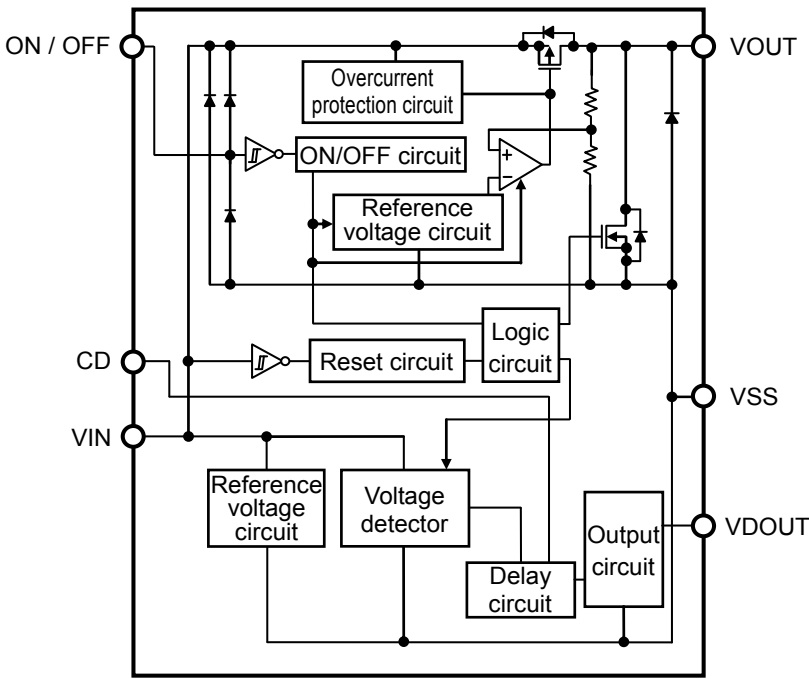 ON / OFF
VOUT
Overcurrent
protection circuit
ON/OFF circuit
+
−
Reference
voltage circuit
Logic
circuit
CD
Reset circuit
VSS
VIN
Reference
voltage
circuit
Voltage
detector
Output
circuit
VDOUT
Delay
circuit